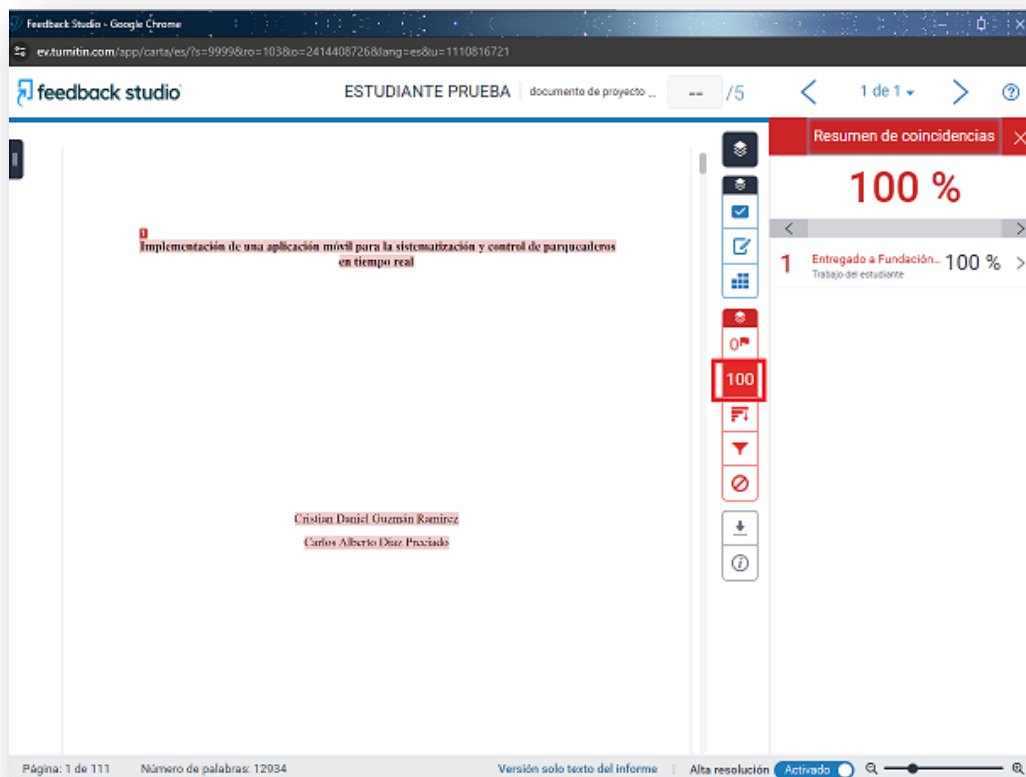 Feedback Studio - Google Chrome
ev.turnitin.com/app/carta/es/?s=9999&ro=103&o=2414408726&lang=es&u=1110816721
feedback studio
ESTUDIANTE PRUEBA
documento de proyecto ...
-- /5
1 de 1
Resumen de coincidencias
100 %
1 Entregado a Fundación... 100 %
Trabajo del estudiante
0
100
1
Implementación de una aplicación móvil para la sistematización y control de parqueaderos
en tiempo real
Cristian Daniel Guzmán Ramírez
Carlos Alberto Díaz Preciado
Página: 1 de 111
Número de palabras: 12934
Versión solo texto del informe
Alta resolución
Activado